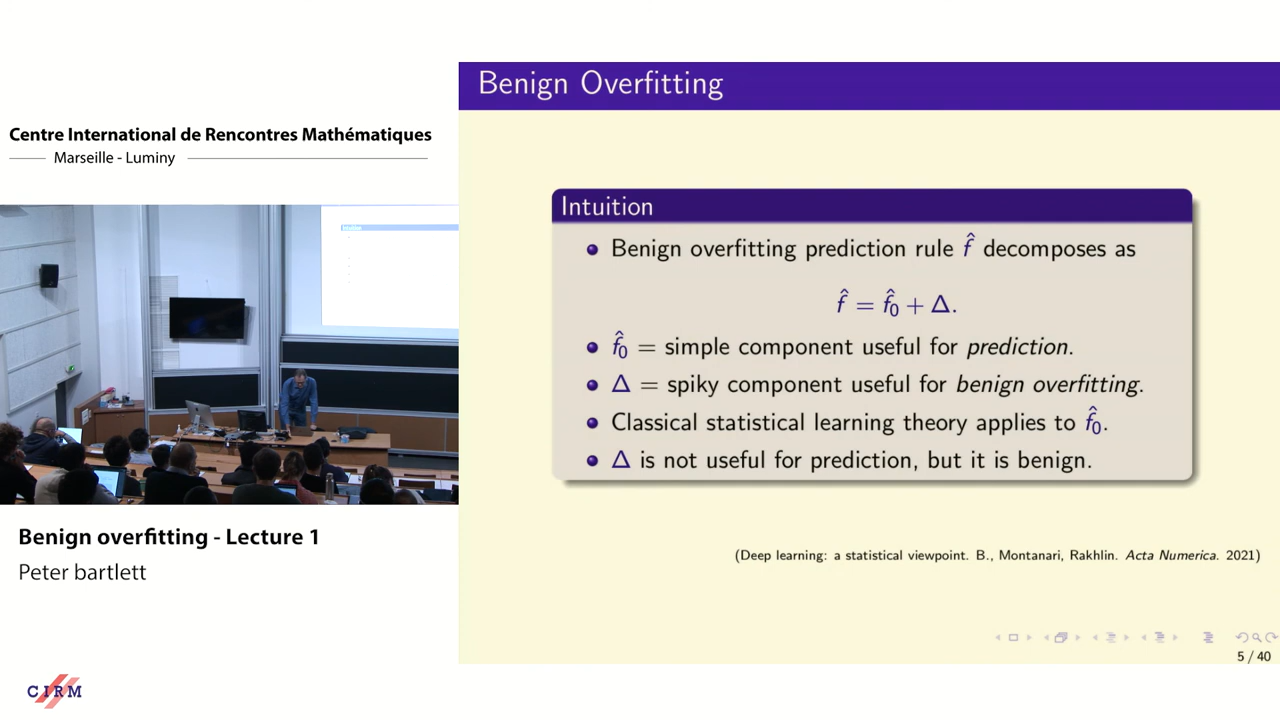 Centre International de Rencontres Mathématiques
Marseille - Luminy
Benign overfitting - Lecture 1
Peter bartlett
CIRM
Benign Overfitting
Intuition
Benign overfitting prediction rule f̂ decomposes as
f̂ = f̂₀ + Δ.
f̂₀ = simple component useful for prediction.
Δ = spiky component useful for benign overfitting.
Classical statistical learning theory applies to f̂₀.
Δ is not useful for prediction, but it is benign.
(Deep learning: a statistical viewpoint. B., Montanari, Rakhlin. Acta Numerica. 2021)
5 / 40